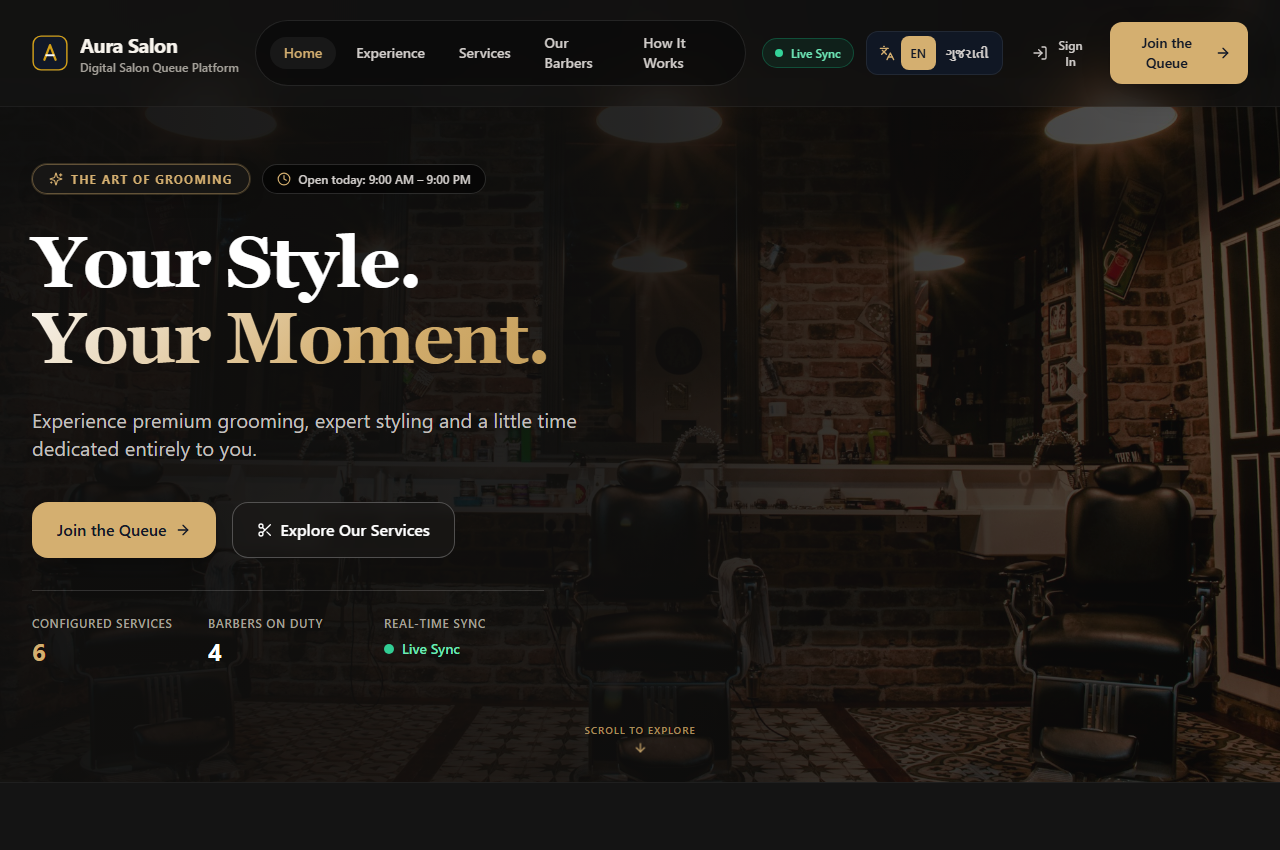 Aura Salon
Digital Salon Queue Platform
Home
Experience
Services
Our
Barbers
How It
Works
Live Sync
EN
ગુજરાતી
Sign
In
Join the
Queue
THE ART OF GROOMING
Open today: 9:00 AM – 9:00 PM
Your Style.
Your Moment.
Experience premium grooming, expert styling and a little time
dedicated entirely to you.
Join the Queue
Explore Our Services
CONFIGURED SERVICES
6
BARBERS ON DUTY
4
REAL-TIME SYNC
Live Sync
SCROLL TO EXPLORE